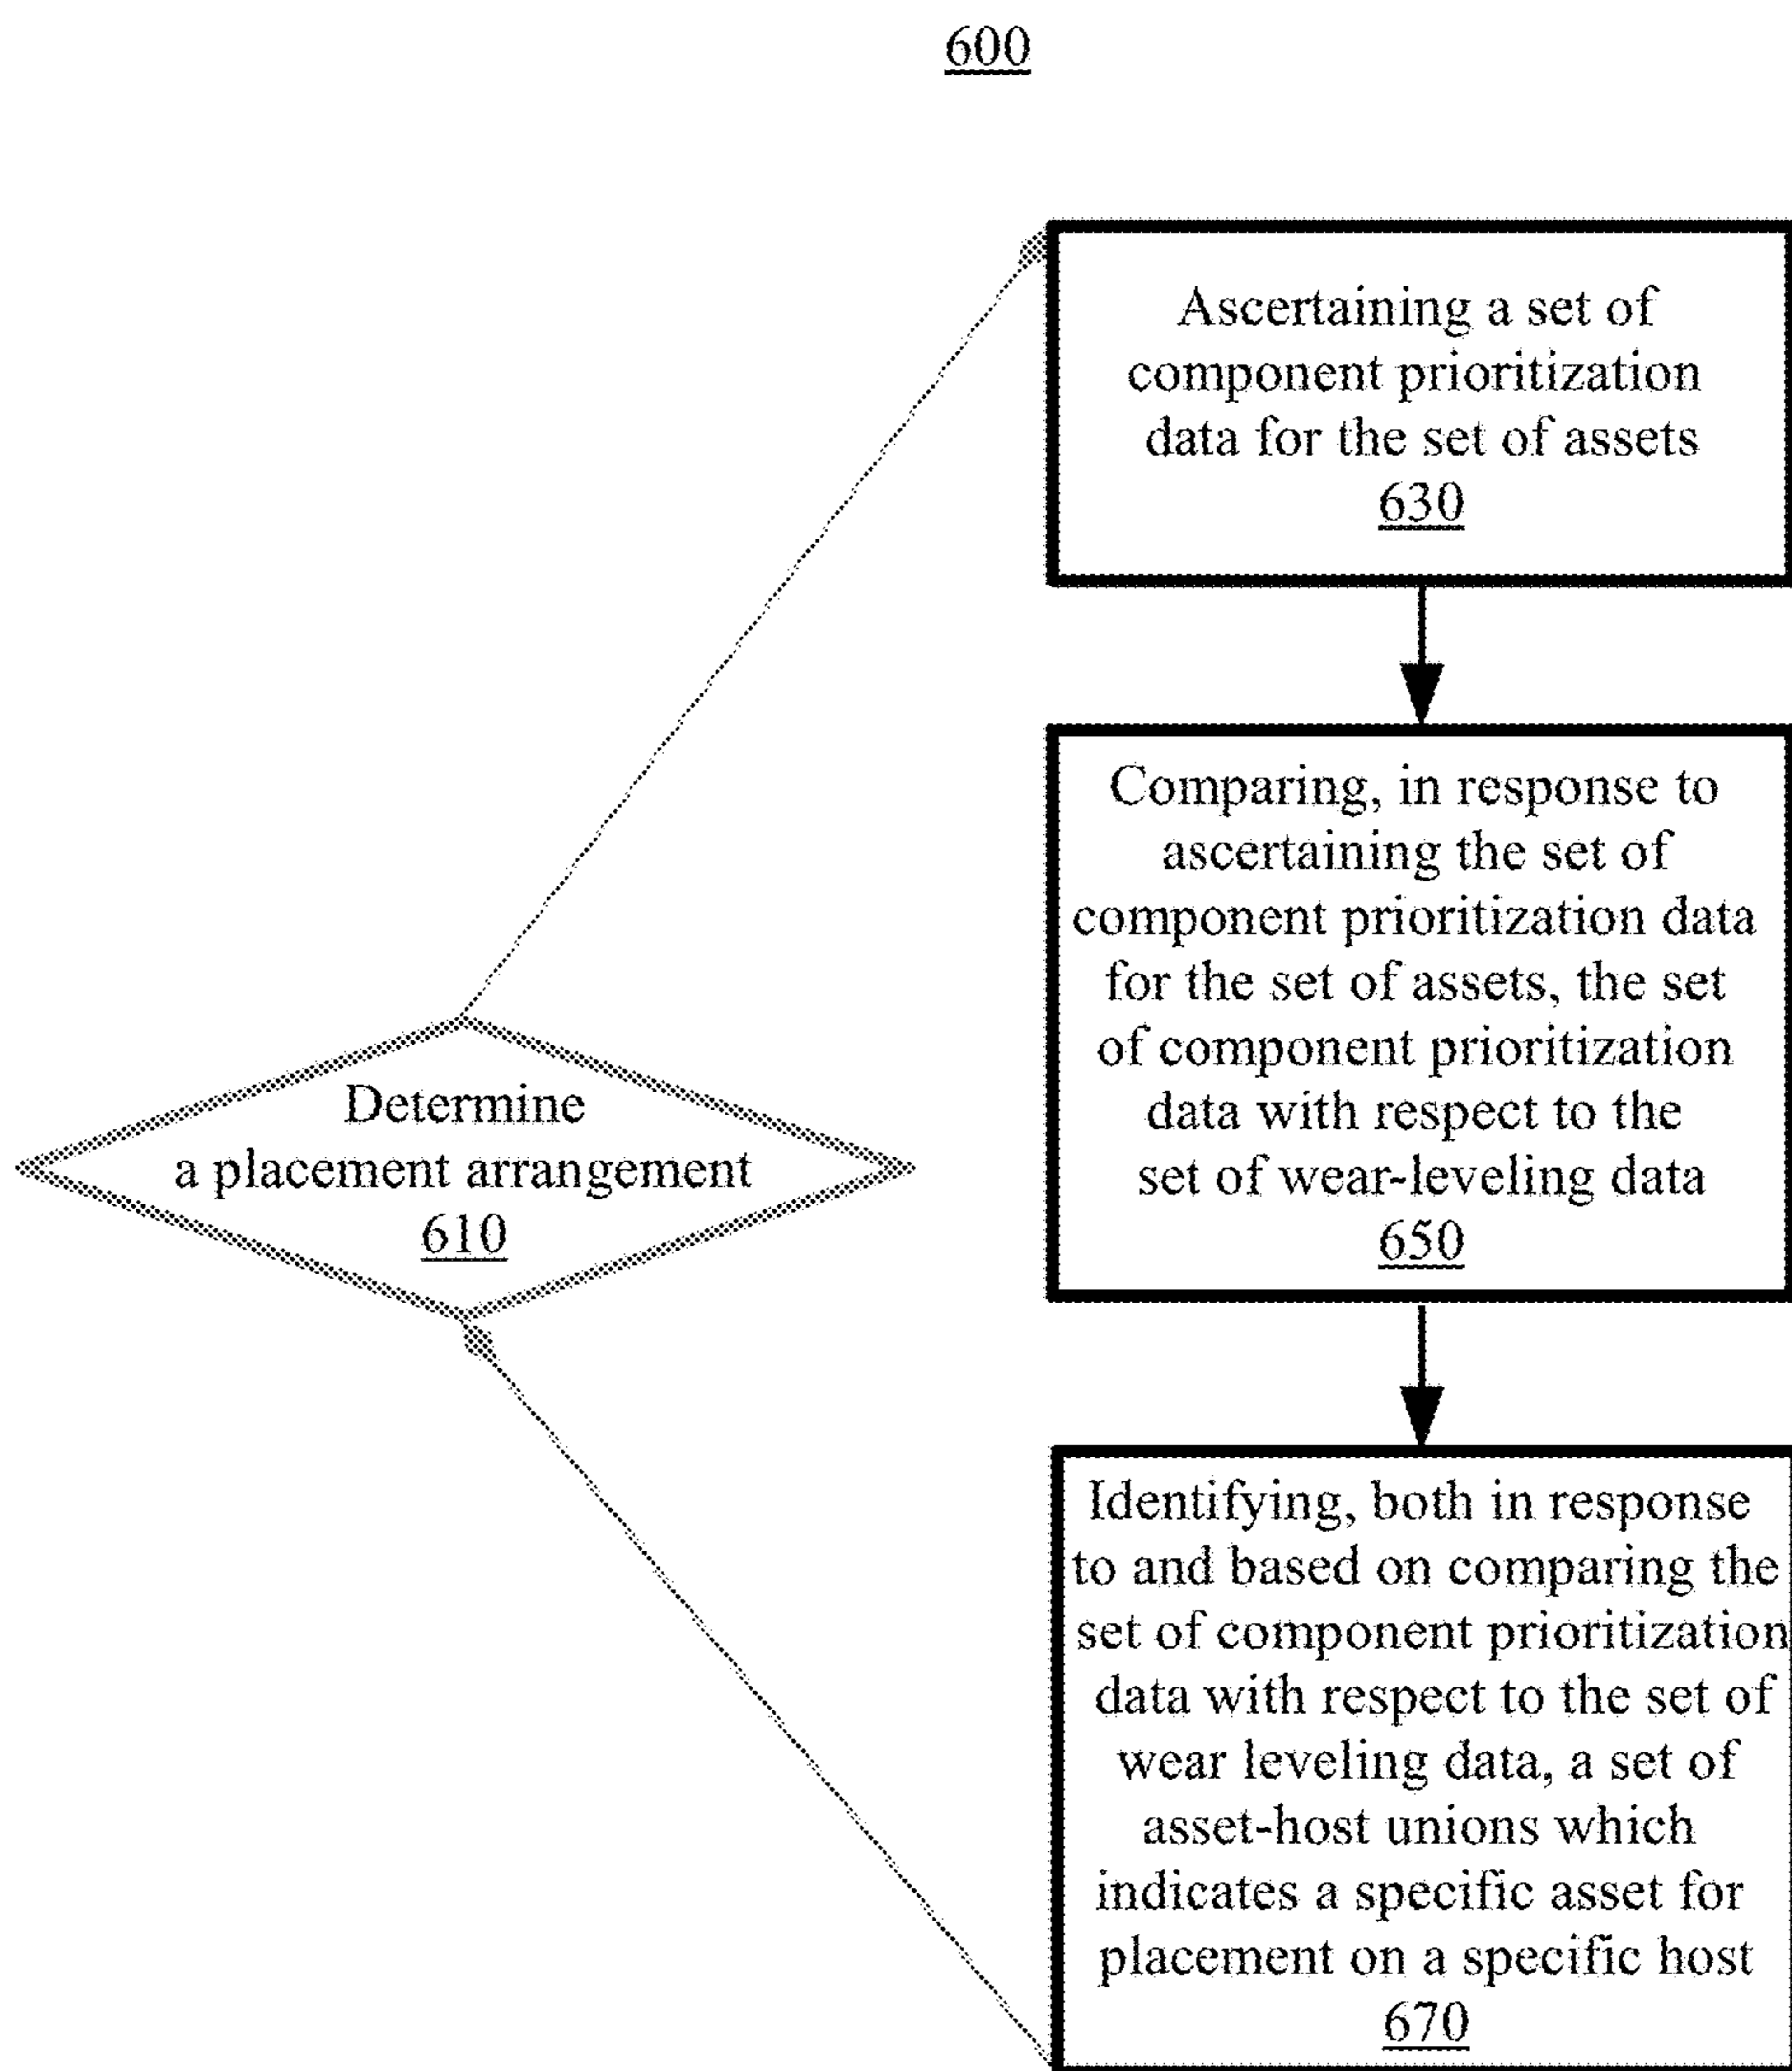 600
Ascertaining a set of
component prioritization
data for the set of assets
630
Comparing, in response to
ascertaining the set of
component prioritization data
for the set of assets, the set
of component prioritization
data with respect to the
set of wear-leveling data
650
Determine
a placement arrangement
610
Identifying, both in response
to and based on comparing the
set of component prioritization
data with respect to the set of
wear leveling data, a set of
asset-host unions which
indicates a specific asset for
placement on a specific host
670